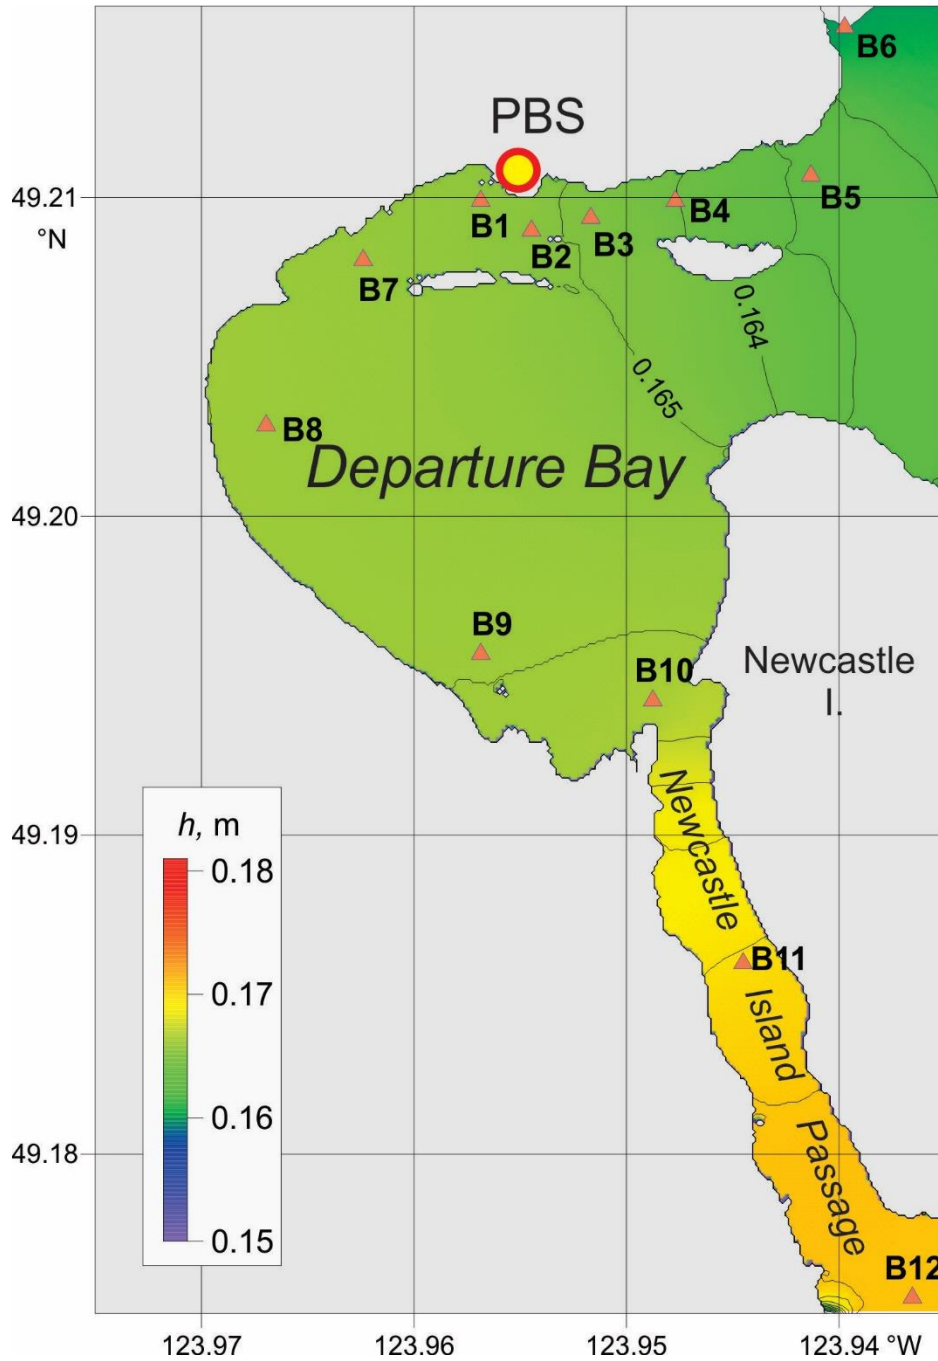 B6
PBS
49.21
°N
B1
B2
B3
B4
B5
B7
0.164
0.165
B8
Departure Bay
49.20
B9
B10
Newcastle
I.
Newcastle
Island
Passage
h, m
0.18
0.17
0.16
0.15
49.19
B11
49.18
B12
123.97
123.96
123.95
123.94 °W